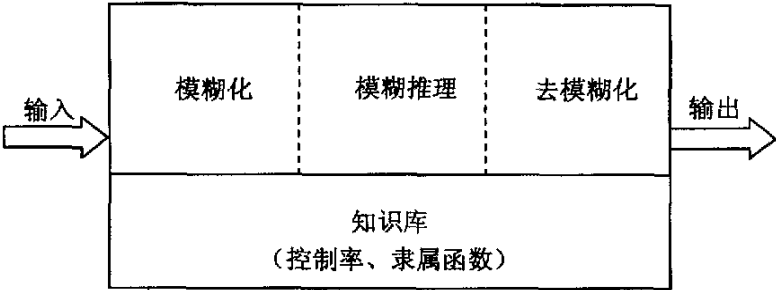 输入
模糊化
模糊推理
去模糊化
输出
知识库
（控制率、隶属函数）